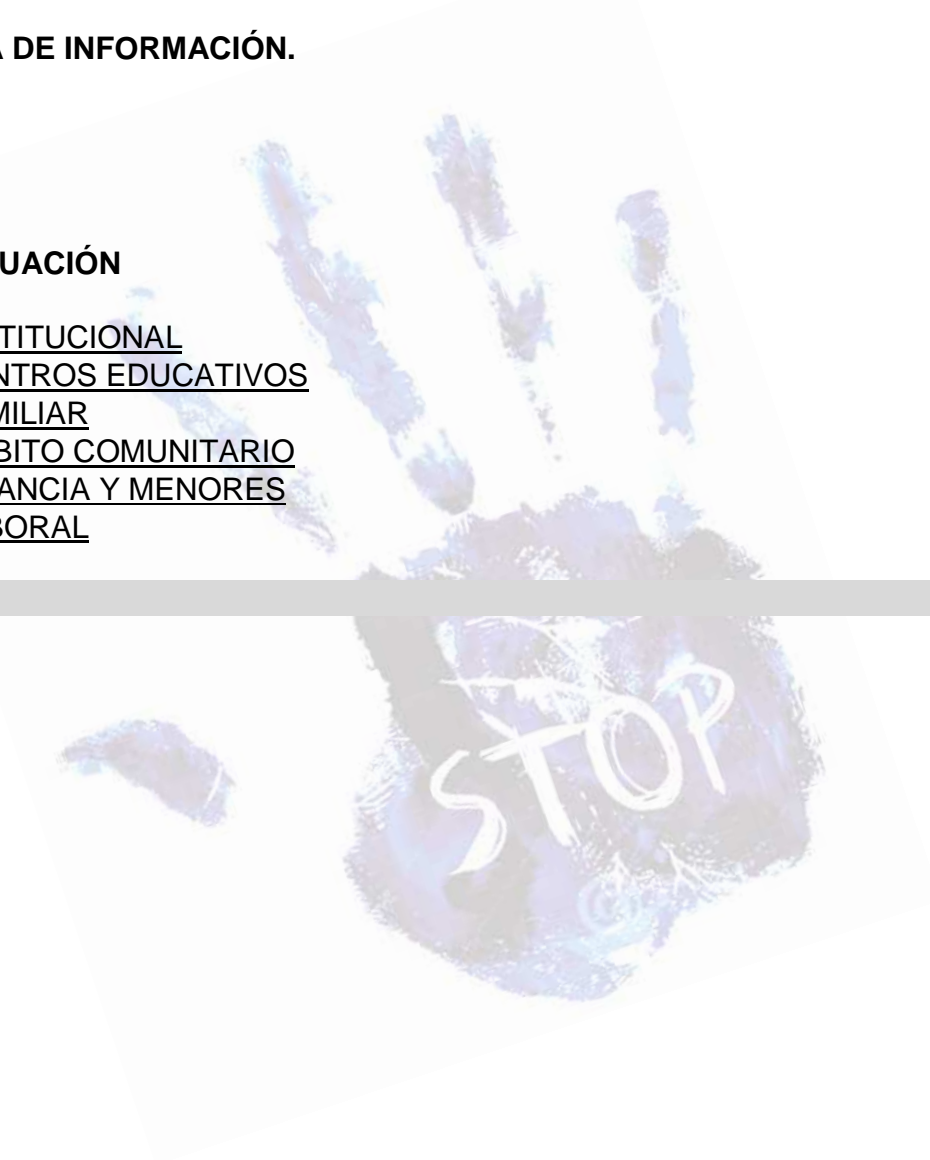 A DE INFORMACIÓN.
UACIÓN
TITUCIONAL
NTROS EDUCATIVOS
MILIAR
BITO COMUNITARIO
ANCIA Y MENORES
BORAL
STOP